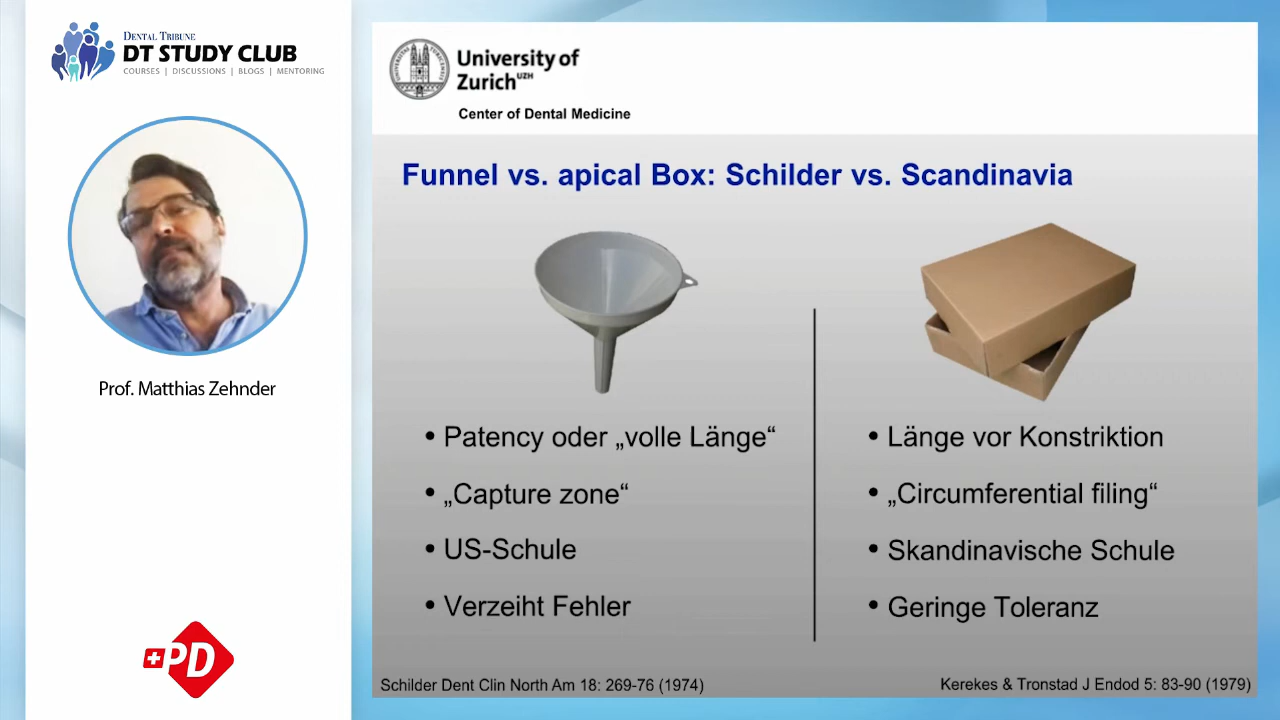 DENTAL TRIBUNE
DT STUDY CLUB
COURSES | DISCUSSIONS | BLOGS | MENTORING
Prof. Matthias Zehnder
PD
University of
Zurich UZH
Center of Dental Medicine
Funnel vs. apical Box: Schilder vs. Scandinavia
• Patency oder „volle Länge“
• „Capture zone“
• US-Schule
• Verzeiht Fehler
• Länge vor Konstriktion
• „Circumferential filing“
• Skandinavische Schule
• Geringe Toleranz
Schilder Dent Clin North Am 18: 269-76 (1974)
Kerekes & Tronstad J Endod 5: 83-90 (1979)